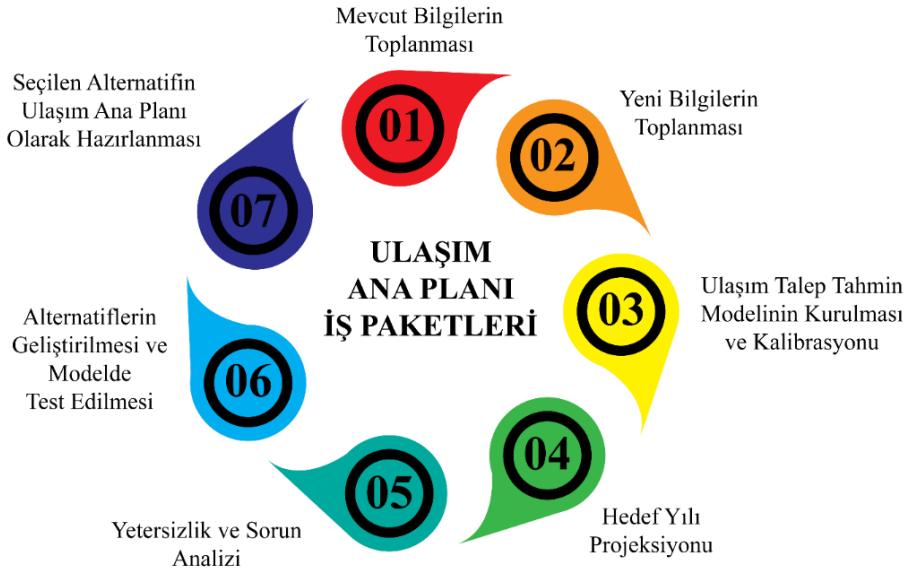 ULAŞIM
ANA PLANI
İŞ PAKETLERİ
01
Mevcut Bilgilerin
Toplanması
02
Yeni Bilgilerin
Toplanması
03
Ulaşım Talep Tahmin
Modelinin Kurulması
ve Kalibrasyonu
04
Hedef Yılı
Projeksiyonu
05
Yetersizlik ve Sorun
Analizi
06
Alternatiflerin
Geliştirilmesi ve
Modelde
Test Edilmesi
07
Seçilen Alternatifin
Ulaşım Ana Planı
Olarak Hazırlanması